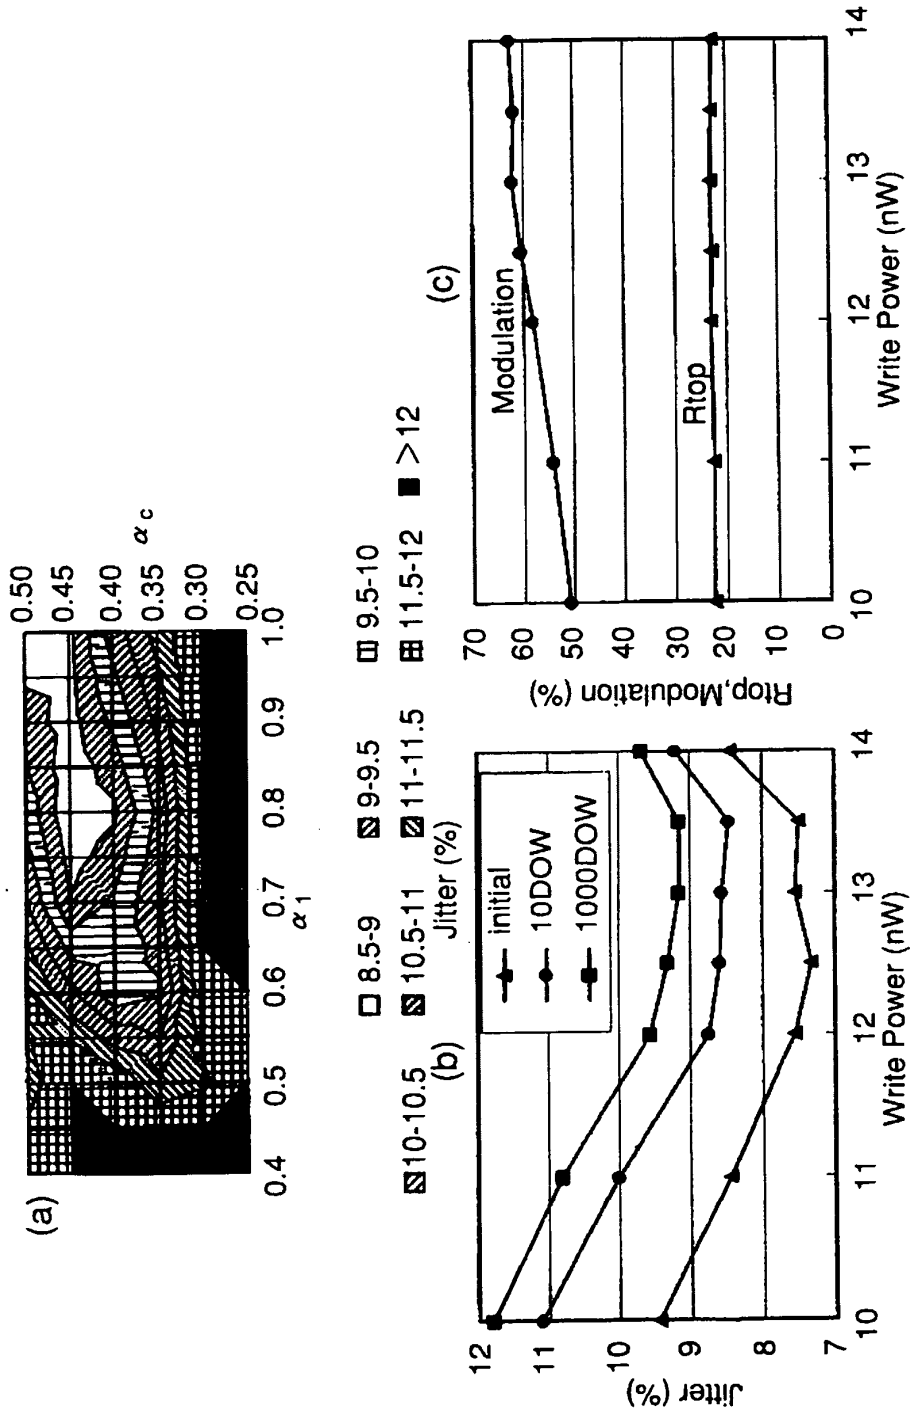 (a)
0.50
0.45
0.40
0.35
0.30
0.25
αc
0.4 0.5 0.6 0.7 0.8 0.9 1.0
α1
8.5-9 9-9.5 9.5-10
10-10.5 10.5-11 11-11.5 11.5-12 >12
Jitter (%)
(b)
12
11
10
9
8
7
Jitter (%)
initial
10DOW
1000DOW
10 11 12 13 14
Write Power (nW)
(c)
70
60
50
40
30
20
10
0
Rtop,Modulation (%)
Modulation
Rtop
10 11 12 13 14
Write Power (nW)